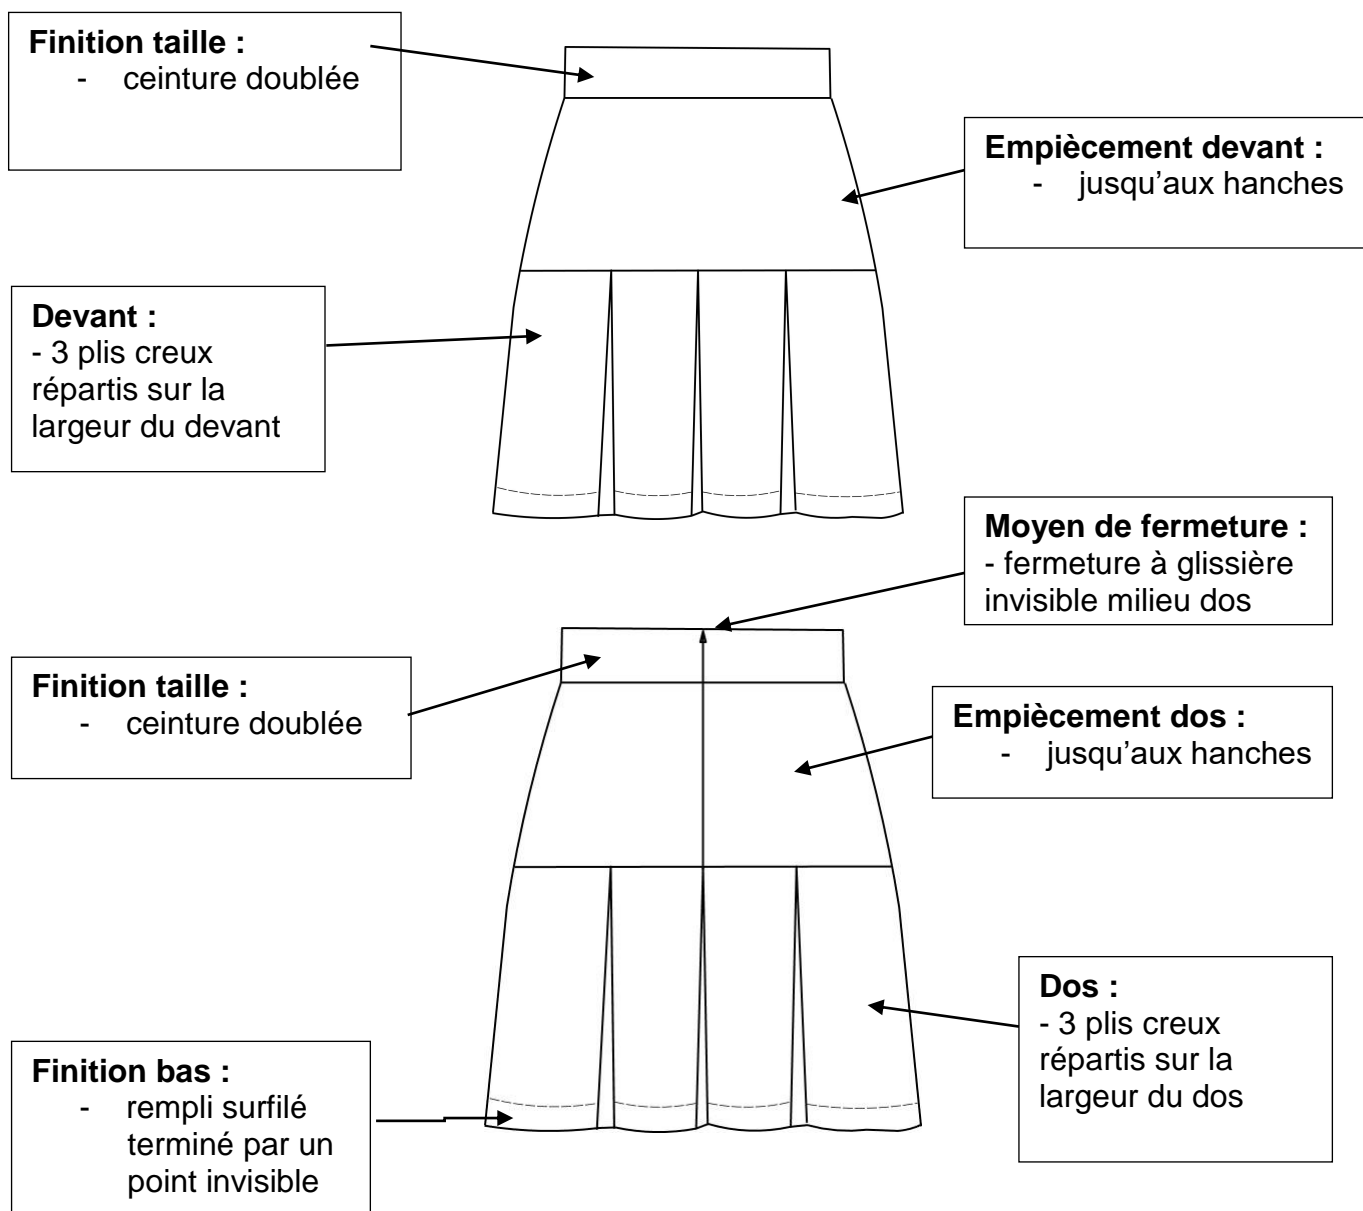 Finition taille :
- ceinture doublée
Empiècement devant :
- jusqu’aux hanches
Devant :
- 3 plis creux
répartis sur la
largeur du devant
Moyen de fermeture :
- fermeture à glissière
invisible milieu dos
Finition taille :
- ceinture doublée
Empiècement dos :
- jusqu’aux hanches
Dos :
- 3 plis creux
répartis sur la
largeur du dos
Finition bas :
- rempli surfilé
terminé par un
point invisible